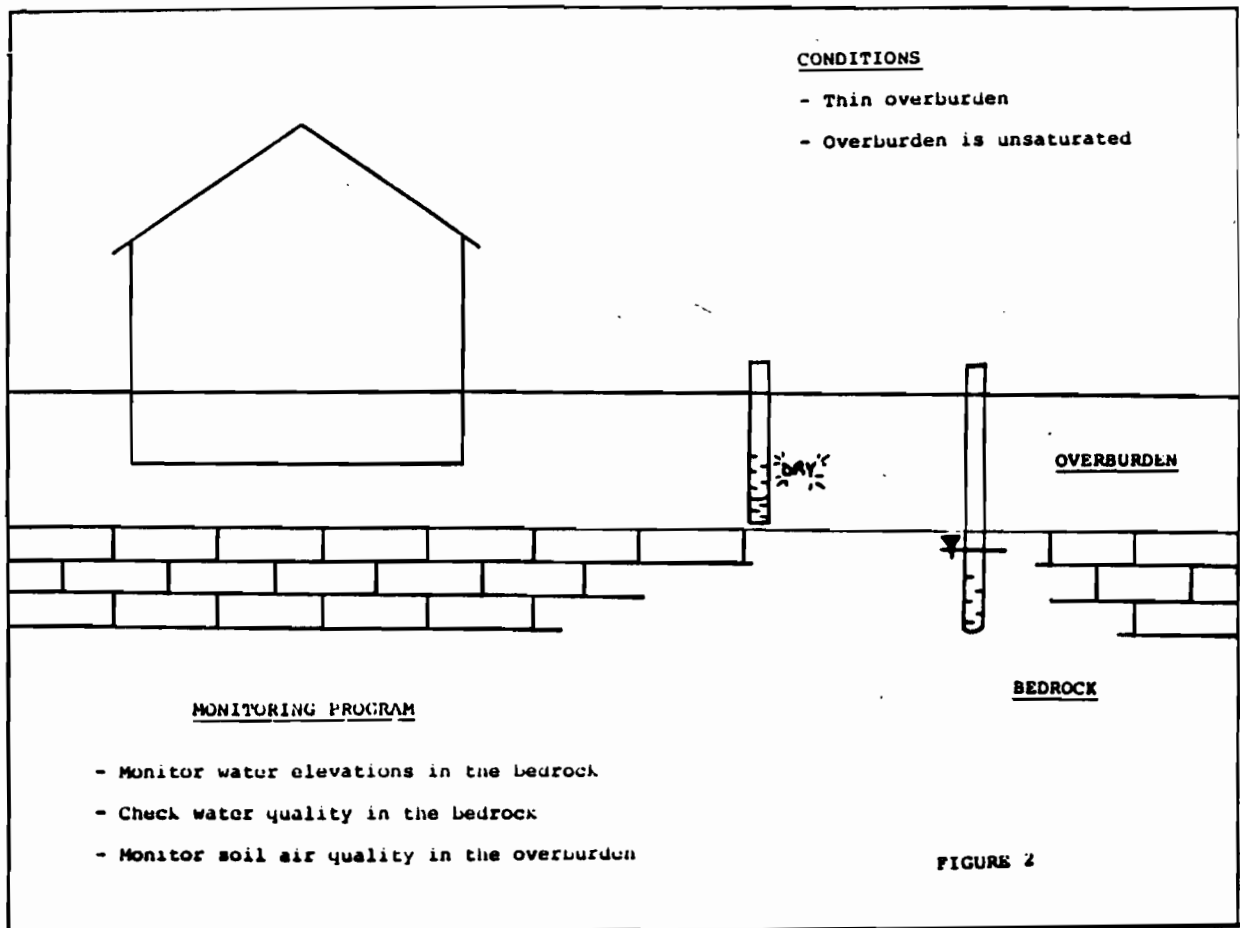 CONDITIONS
- Thin overburden
- Overburden is unsaturated
DRY
OVERBURDEN
BEDROCK
MONITORING PROGRAM
- Monitor water elevations in the bedrock
- Check water quality in the bedrock
- Monitor soil air quality in the overburden
FIGURE 2